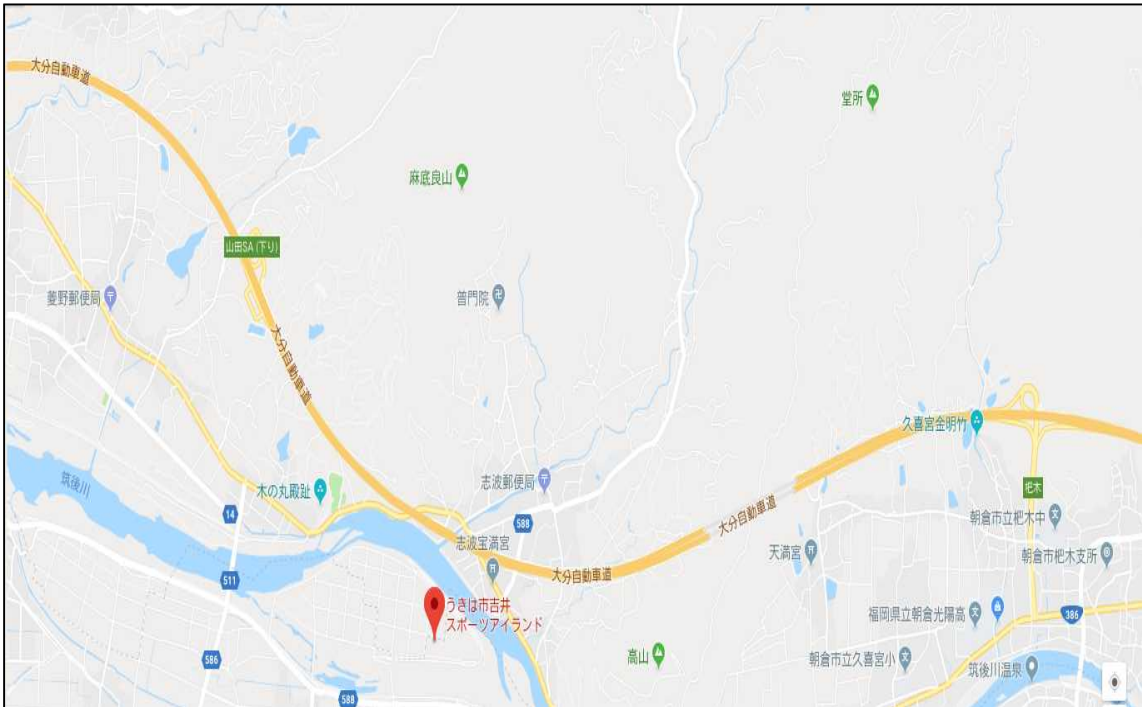 大分自動車道
堂所
麻底良山
山田SA (下り)
菱野郵便局
普門院
大分自動車道
久喜宮金明竹
筑後川
木の丸殿趾
志波郵便局
杷木
14
588
大分自動車道
朝倉市立杷木中
志波宝満宮
天満宮
朝倉市杷木支所
511
大分自動車道
うきは市吉井
スポーツアイランド
福岡県立朝倉光陽高
386
586
高山
朝倉市立久喜宮小
筑後川温泉
588